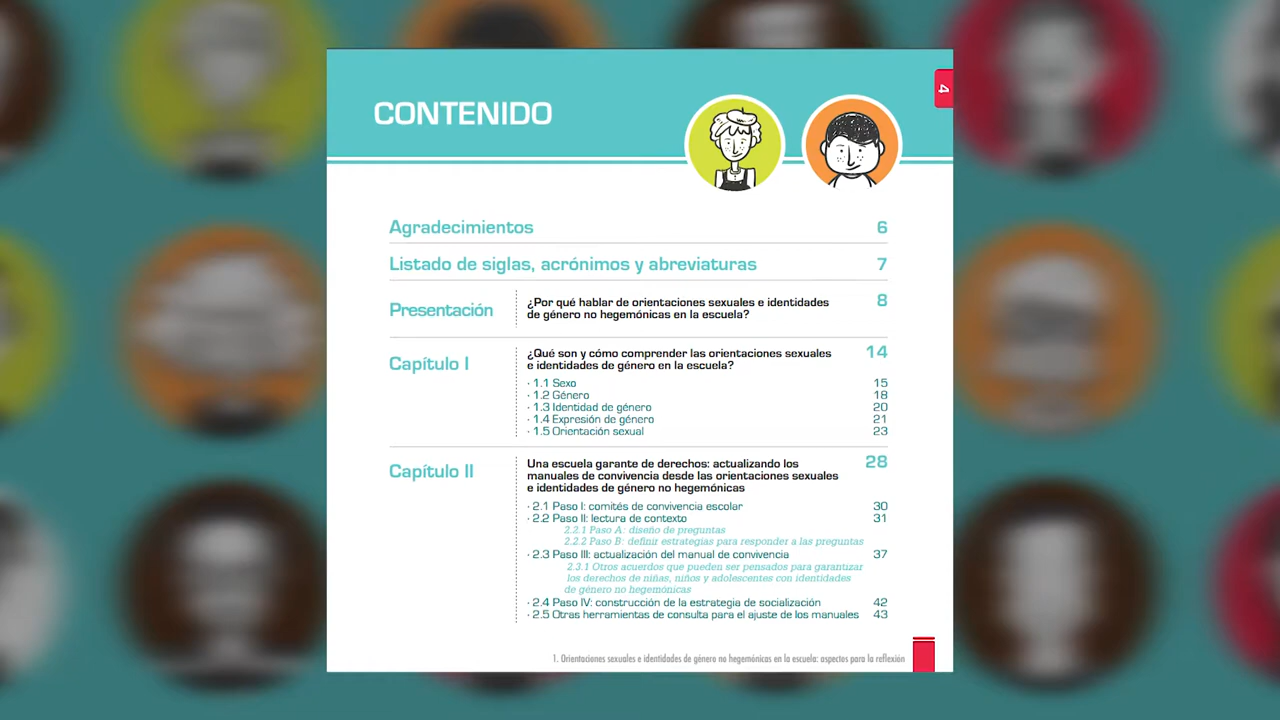 CONTENIDO
4
Agradecimientos 6
Listado de siglas, acrónimos y abreviaturas 7
Presentación
¿Por qué hablar de orientaciones sexuales e identidades 8
de género no hegemónicas en la escuela?
Capítulo I
¿Qué son y cómo comprender las orientaciones sexuales 14
e identidades de género en la escuela?
· 1.1 Sexo 15
· 1.2 Género 18
· 1.3 Identidad de género 20
· 1.4 Expresión de género 21
· 1.5 Orientación sexual 23
Capítulo II
Una escuela garante de derechos: actualizando los 28
manuales de convivencia desde las orientaciones sexuales
e identidades de género no hegemónicas
· 2.1 Paso I: comités de convivencia escolar 30
· 2.2 Paso II: lectura de contexto 31
2.2.1 Paso A: diseño de preguntas
2.2.2 Paso B: definir estrategias para responder a las preguntas
· 2.3 Paso III: actualización del manual de convivencia 37
2.3.1 Otros acuerdos que pueden ser pensados para garantizar
los derechos de niñas, niños y adolescentes con identidades
de género no hegemónicas
· 2.4 Paso IV: construcción de la estrategia de socialización 42
· 2.5 Otras herramientas de consulta para el ajuste de los manuales 43
1. Orientaciones sexuales e identidades de género no hegemónicas en la escuela: aspectos para la reflexión